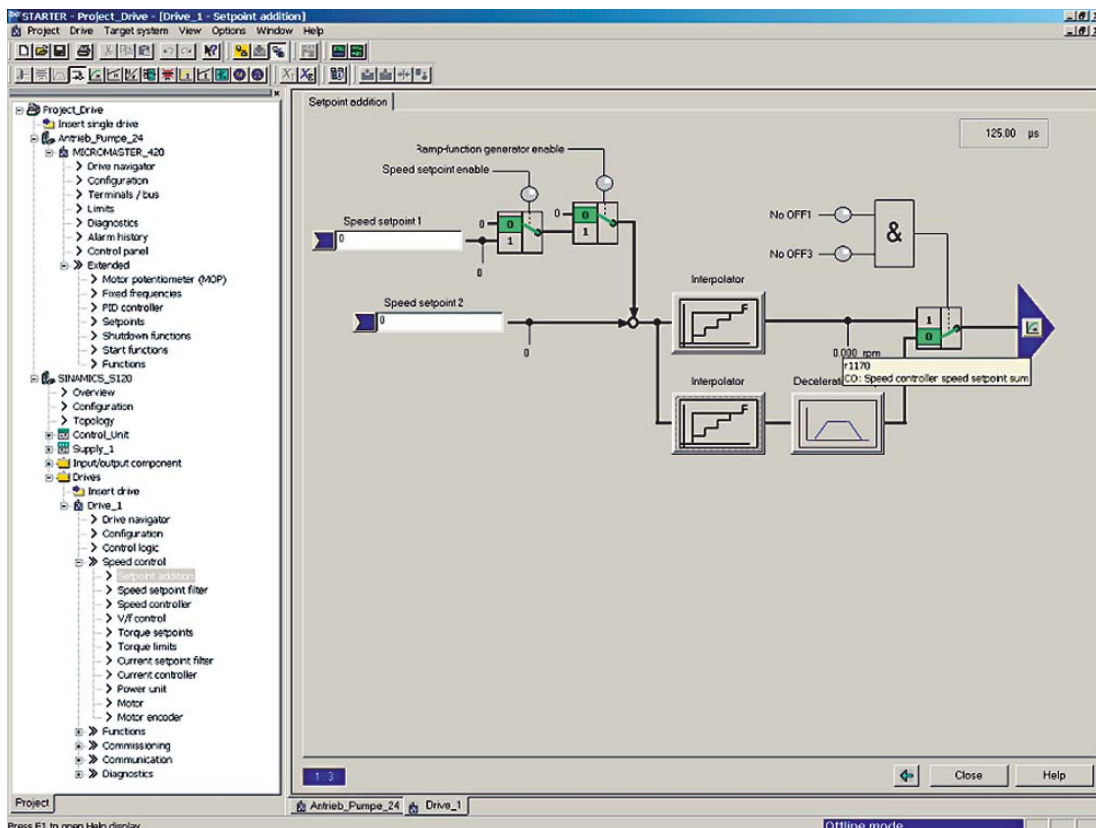 STARTER - Project_Drive - [Drive_1 - Setpoint addition]
Project Drive Target system View Options Window Help
Project_Drive
Insert single drive
Antrieb_Pumpe_24
MICROMASTER_420
Drive navigator
Configuration
Terminals / bus
Limits
Diagnostics
Alarm history
Control panel
Extended
Motor potentiometer (MOP)
Fixed frequencies
PID controller
Setpoints
Shutdown functions
Start functions
Functions
SINAMICS_S120
Overview
Configuration
Topology
Control_Unit
Supply_1
Input/output component
Drives
Insert drive
Drive_1
Drive navigator
Configuration
Control logic
Speed control
Setpoint addition
Speed setpoint filter
Speed controller
V/f control
Torque setpoints
Torque limits
Current setpoint filter
Current controller
Power unit
Motor
Motor encoder
Functions
Commissioning
Communication
Diagnostics
Project
Setpoint addition
125.00 µs
Ramp-function generator enable
Speed setpoint enable
0 0
1
0 0
1
Speed setpoint 1
0
0
Speed setpoint 2
0
0
No OFF1
&
No OFF3
Interpolator
1
0
0.000 rpm
r1170
CO: Speed controller speed setpoint sum
Interpolator
1 : 3
Close
Help
Antrieb_Pumpe_24
Drive_1
Press F1 to open Help display.
Offline mode